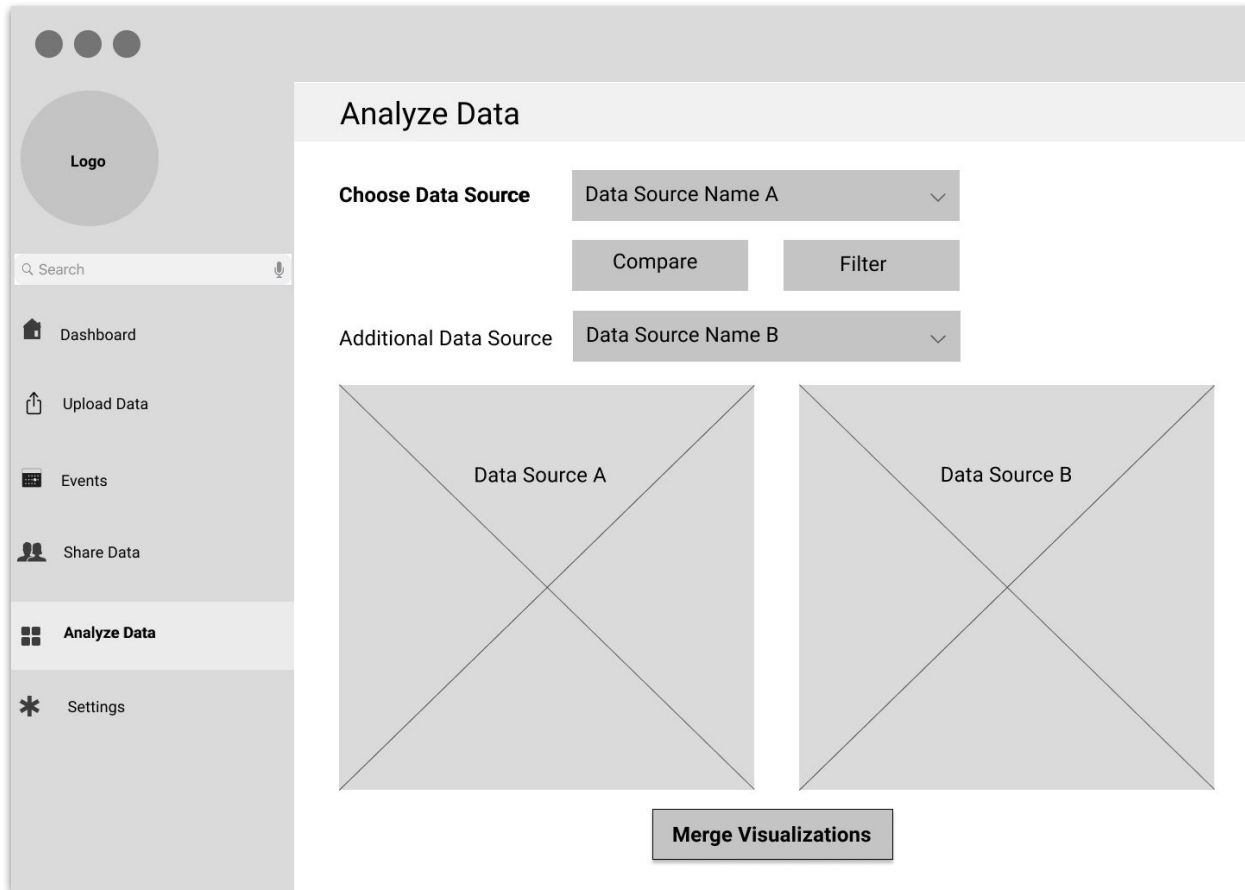 Logo
Search
Dashboard
Upload Data
Events
Share Data
Analyze Data
Settings
Analyze Data
Choose Data Source
Data Source Name A
Compare
Filter
Additional Data Source
Data Source Name B
Data Source A
Data Source B
Merge Visualizations